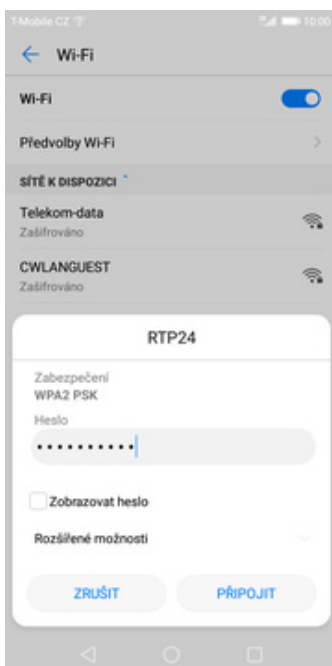 T-Mobile CZ 10:00
Wi-Fi
Wi-Fi
Předvolby Wi-Fi
SÍTĚ K DISPOZICI
Telekom-data
Zašifrováno
CWLANGUEST
Zašifrováno
RTP24
Zabezpečení
WPA2 PSK
Heslo
••••••••••
Zobrazovat heslo
Rozšířené možnosti
ZRUŠIT PŘIPOJIT